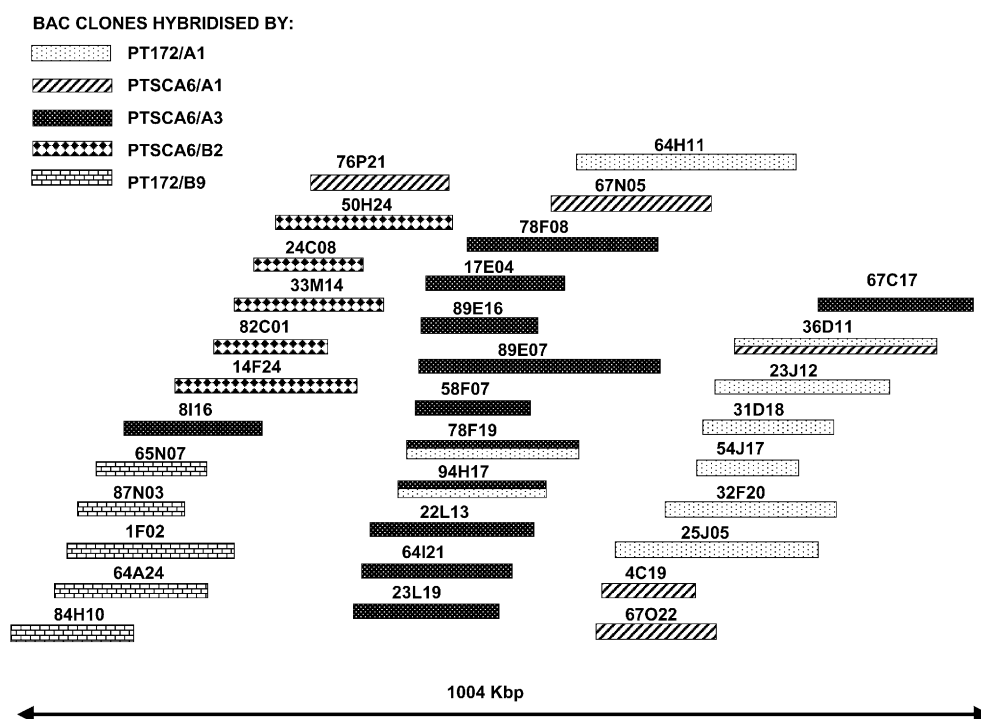 BAC CLONES HYBRIDISED BY:
PT172/A1
PTSCA6/A1
PTSCA6/A3
PTSCA6/B2
PT172/B9
64H11
76P21
67N05
50H24
78F08
24C08
17E04
33M14
67C17
89E16
82C01
36D11
89E07
14F24
23J12
58F07
8I16
31D18
78F19
65N07
54J17
94H17
87N03
32F20
22L13
1F02
25J05
64I21
64A24
4C19
23L19
84H10
67O22
1004 Kbp